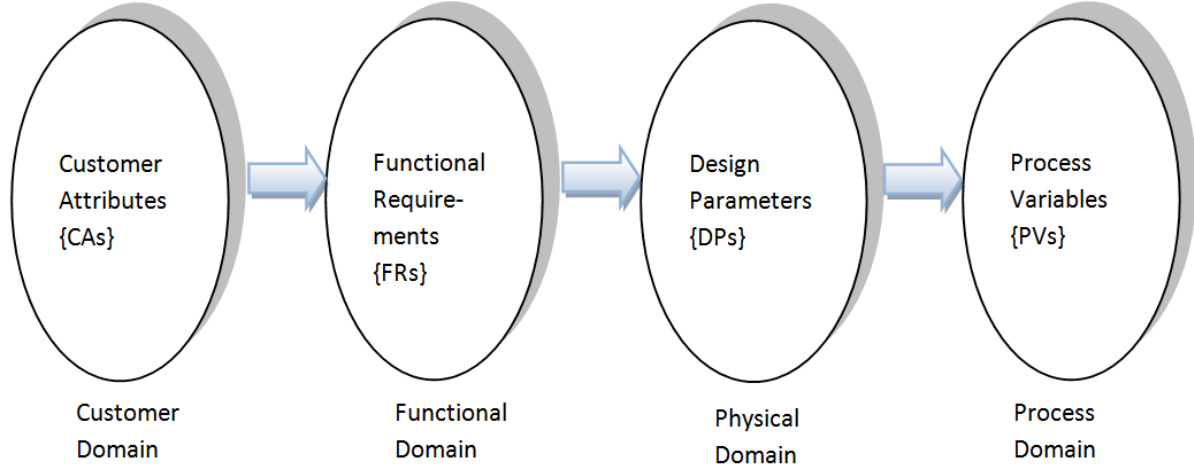 Customer
Attributes
{CAs}
Functional
Require-
ments
{FRs}
Design
Parameters
{DPs}
Process
Variables
{PVs}
Customer
Domain
Functional
Domain
Physical
Domain
Process
Domain